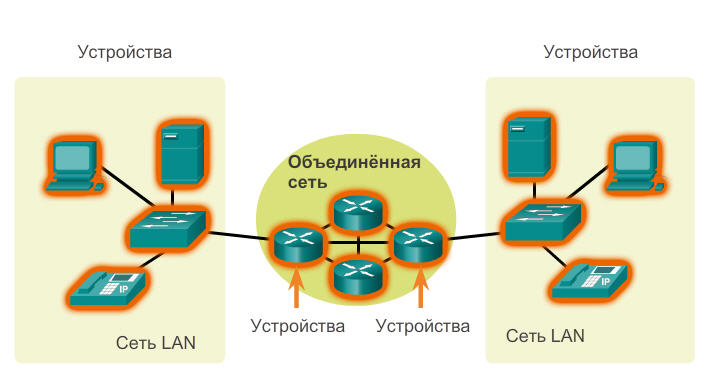 Устройства
Устройства
Объединённая
сеть
IP
IP
Устройства
Устройства
Сеть LAN
Сеть LAN